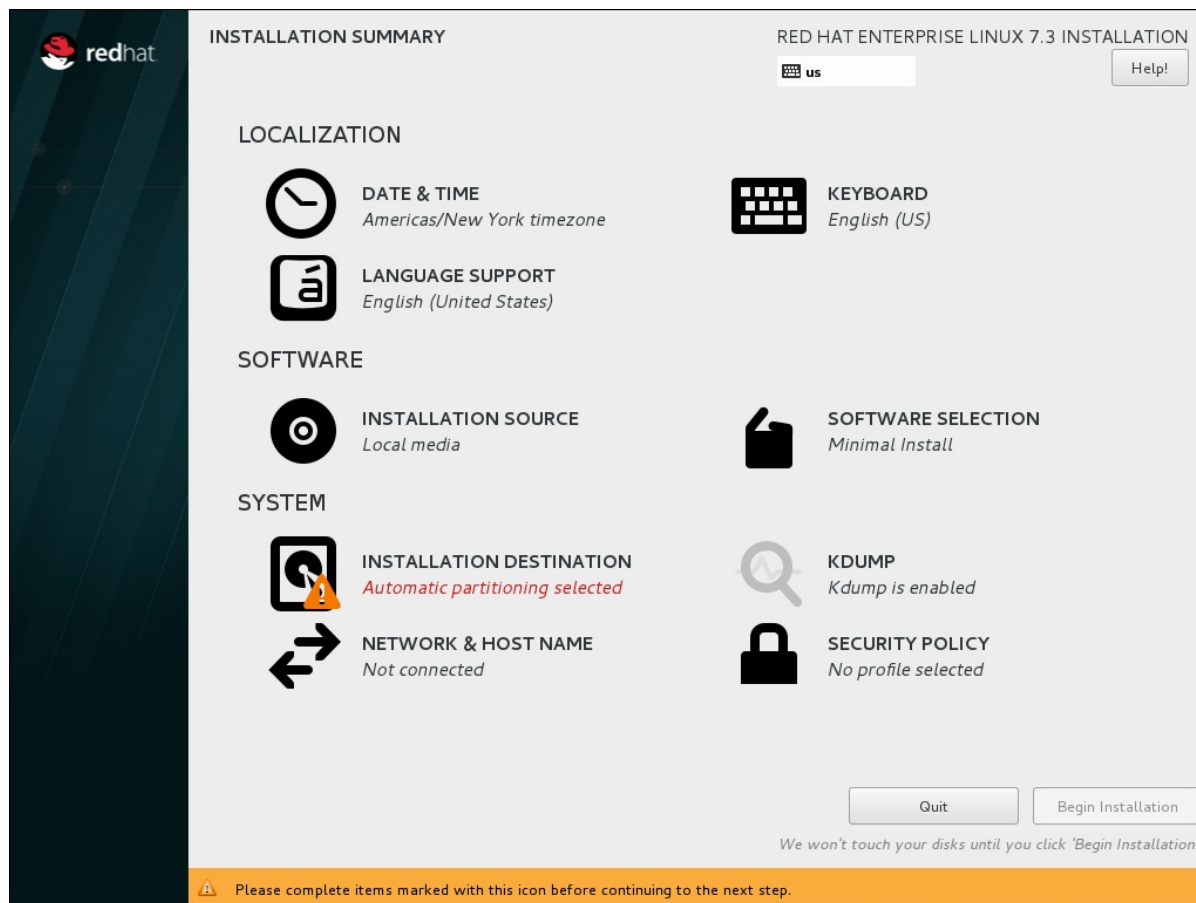 redhat.
INSTALLATION SUMMARY
RED HAT ENTERPRISE LINUX 7.3 INSTALLATION
us
Help!
LOCALIZATION
DATE & TIME
Americas/New York timezone
KEYBOARD
English (US)
á
LANGUAGE SUPPORT
English (United States)
SOFTWARE
INSTALLATION SOURCE
Local media
SOFTWARE SELECTION
Minimal Install
SYSTEM
INSTALLATION DESTINATION
Automatic partitioning selected
KDUMP
Kdump is enabled
NETWORK & HOST NAME
Not connected
SECURITY POLICY
No profile selected
Quit
Begin Installation
We won't touch your disks until you click 'Begin Installation
Please complete items marked with this icon before continuing to the next step.